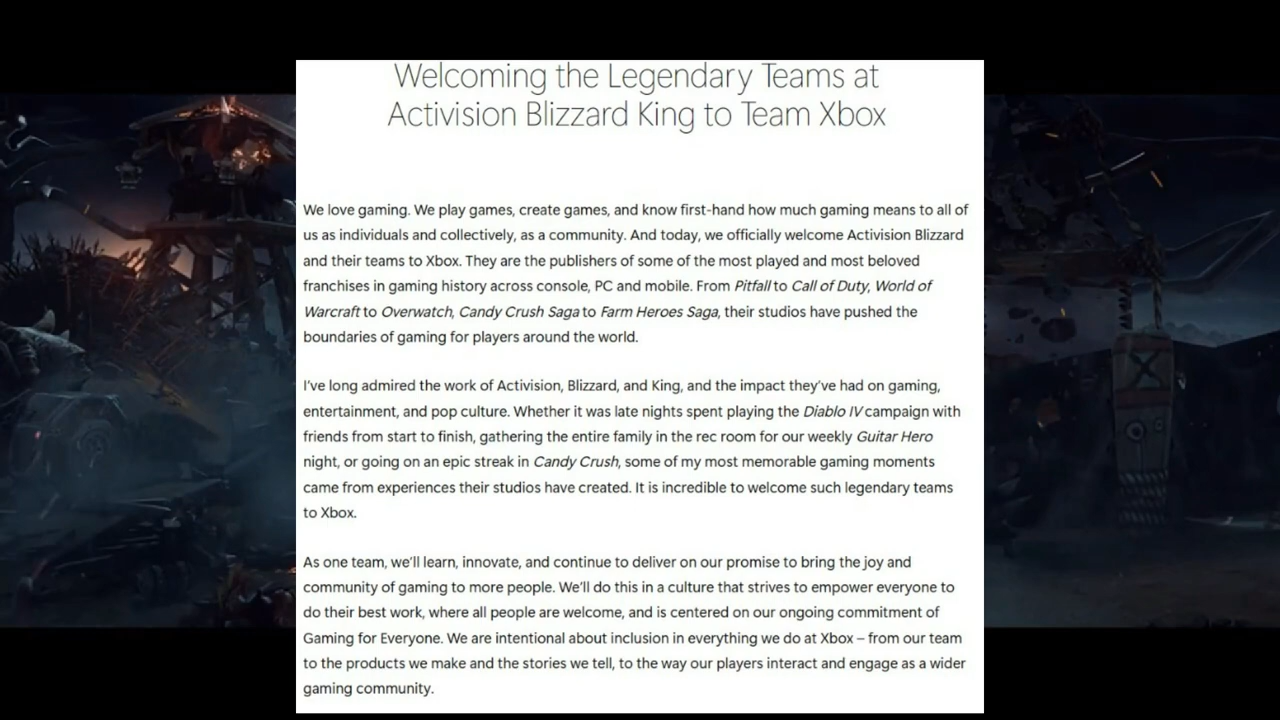 Welcoming the Legendary Teams at
Activision Blizzard King to Team Xbox
We love gaming. We play games, create games, and know first-hand how much gaming means to all of
us as individuals and collectively, as a community. And today, we officially welcome Activision Blizzard
and their teams to Xbox. They are the publishers of some of the most played and most beloved
franchises in gaming history across console, PC and mobile. From Pitfall to Call of Duty, World of
Warcraft to Overwatch, Candy Crush Saga to Farm Heroes Saga, their studios have pushed the
boundaries of gaming for players around the world.
I've long admired the work of Activision, Blizzard, and King, and the impact they've had on gaming,
entertainment, and pop culture. Whether it was late nights spent playing the Diablo IV campaign with
friends from start to finish, gathering the entire family in the rec room for our weekly Guitar Hero
night, or going on an epic streak in Candy Crush, some of my most memorable gaming moments
came from experiences their studios have created. It is incredible to welcome such legendary teams
to Xbox.
As one team, we'll learn, innovate, and continue to deliver on our promise to bring the joy and
community of gaming to more people. We'll do this in a culture that strives to empower everyone to
do their best work, where all people are welcome, and is centered on our ongoing commitment of
Gaming for Everyone. We are intentional about inclusion in everything we do at Xbox – from our team
to the products we make and the stories we tell, to the way our players interact and engage as a wider
gaming community.